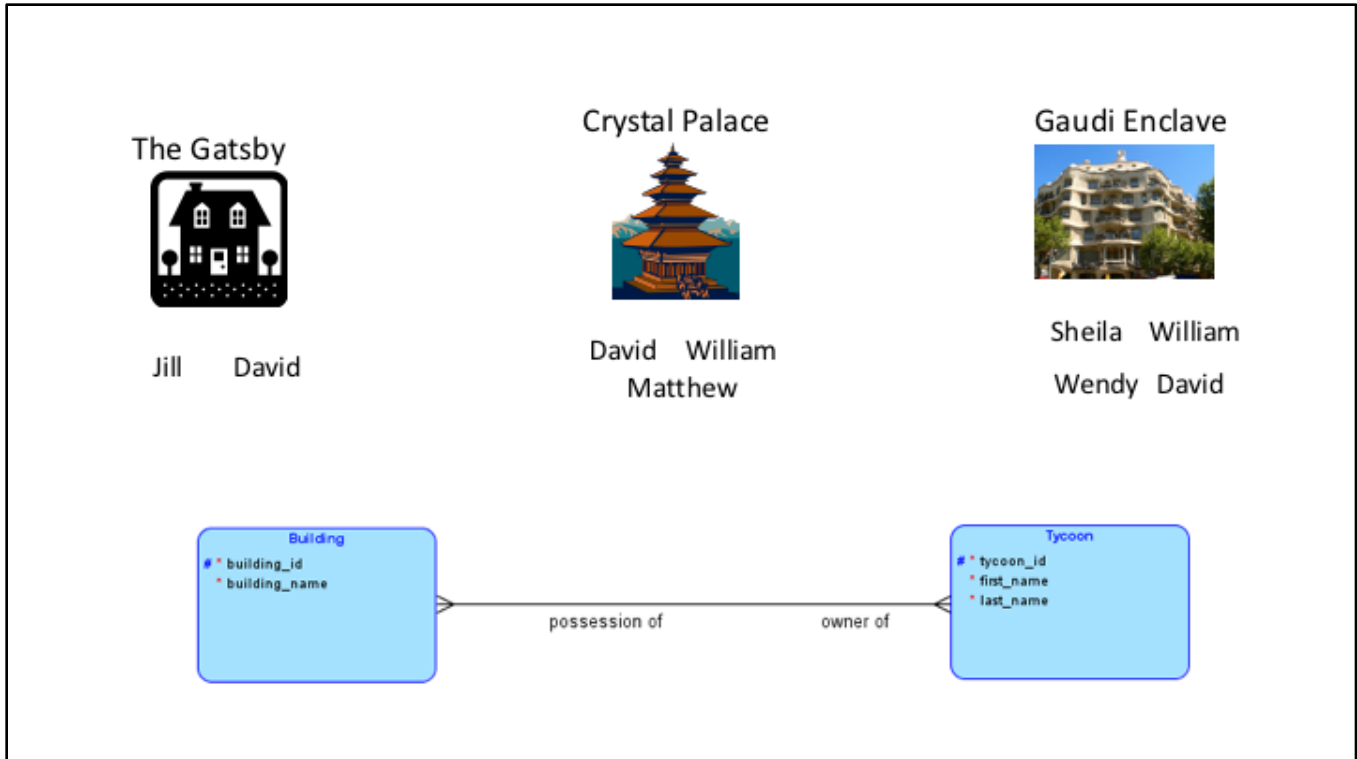 The Gatsby
Crystal Palace
Gaudi Enclave
Jill David
David William
Matthew
Sheila William
Wendy David
Building
# * building_id
* building_name
possession of
owner of
Tycoon
# * tycoon_id
* first_name
* last_name